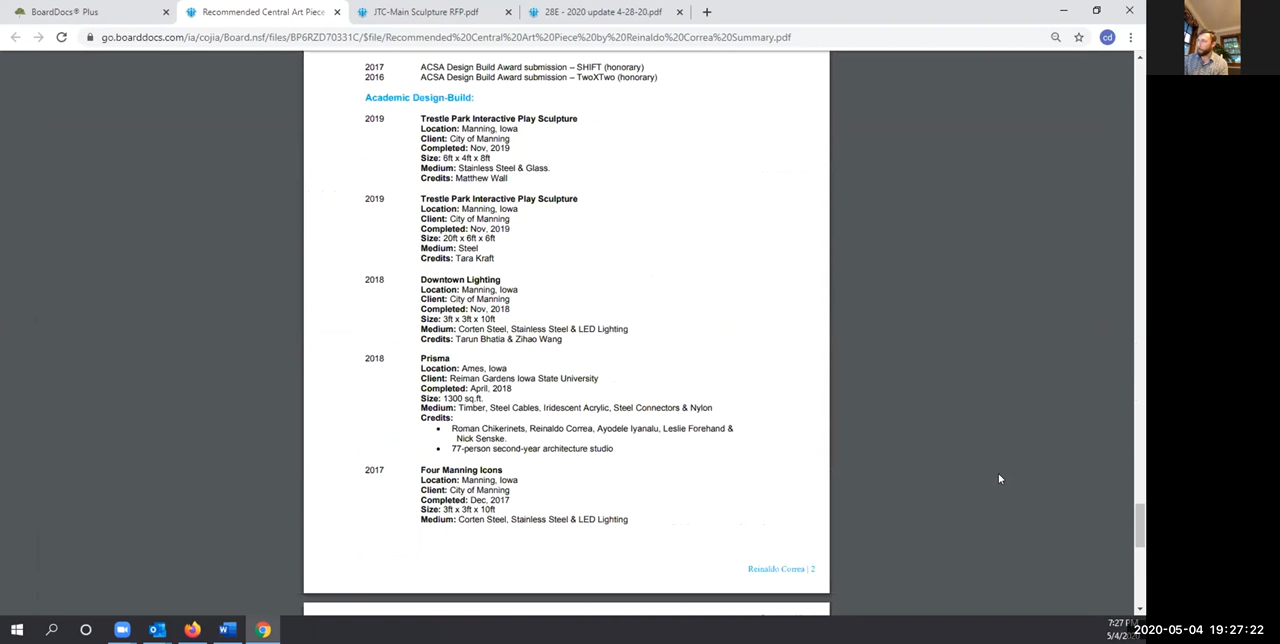 BoardDocs® Plus
Recommended Central Art Piece
JTC-Main Sculpture RFP.pdf
28E - 2020 update 4-28-20.pdf
go.boarddocs.com/ia/cojia/Board.nsf/files/BP6RZD70331C/$file/Recommended%20Central%20Art%20Piece%20by%20Reinaldo%20Correa%20Summary.pdf
cd
2017 ACSA Design Build Award submission – SHIFT (honorary)
2016 ACSA Design Build Award submission – TwoXTwo (honorary)
Academic Design-Build:
2019 Trestle Park Interactive Play Sculpture
Location: Manning, Iowa
Client: City of Manning
Completed: Nov, 2019
Size: 6ft x 4ft x 8ft
Medium: Stainless Steel & Glass.
Credits: Matthew Wall
2019 Trestle Park Interactive Play Sculpture
Location: Manning, Iowa
Client: City of Manning
Completed: Nov, 2019
Size: 20ft x 6ft x 6ft
Medium: Steel
Credits: Tara Kraft
2018 Downtown Lighting
Location: Manning, Iowa
Client: City of Manning
Completed: Nov, 2018
Size: 3ft x 3ft x 10ft
Medium: Corten Steel, Stainless Steel & LED Lighting
Credits: Tarun Bhatia & Zihao Wang
2018 Prisma
Location: Ames, Iowa
Client: Reiman Gardens Iowa State University
Completed: April, 2018
Size: 1300 sq.ft.
Medium: Timber, Steel Cables, Iridescent Acrylic, Steel Connectors & Nylon
Credits:
• Roman Chikerinets, Reinaldo Correa, Ayodele Iyanalu, Leslie Forehand &
Nick Senske.
• 77-person second-year architecture studio
2017 Four Manning Icons
Location: Manning, Iowa
Client: City of Manning
Completed: Dec, 2017
Size: 3ft x 3ft x 10ft
Medium: Corten Steel, Stainless Steel & LED Lighting
Reinaldo Correa | 2
7:27 PM
5/4/20
2020-05-04 19:27:22